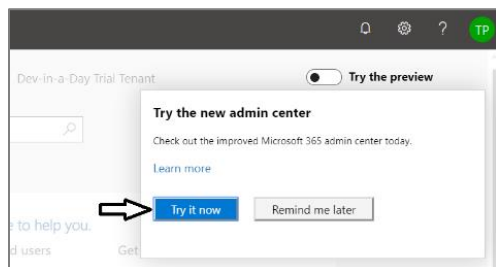 ?
TP
Dev-in-a-Day Trial Tenant
Try the preview
Try the new admin center
Check out the improved Microsoft 365 admin center today.
Learn more
Try it now
Remind me later
e to help you.
d users
Get